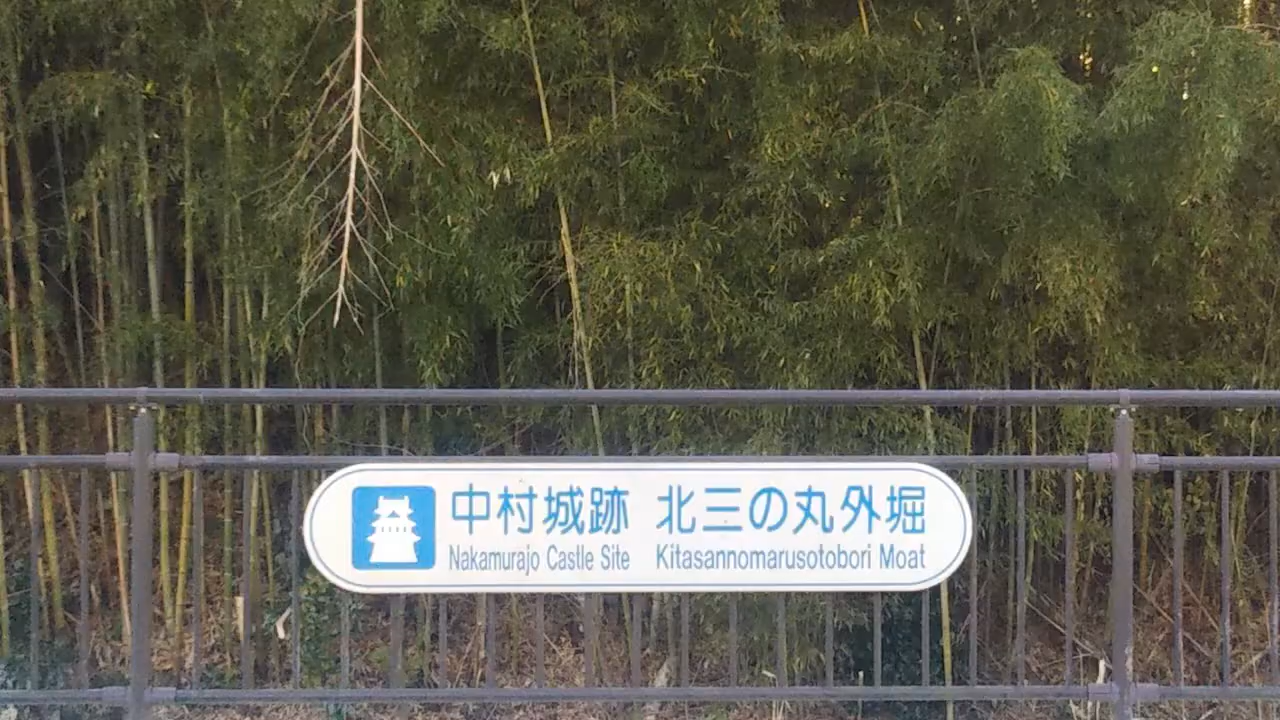 中村城跡 北三の丸外堀
Nakamurajo Castle Site Kitasannomarusotobori Moat